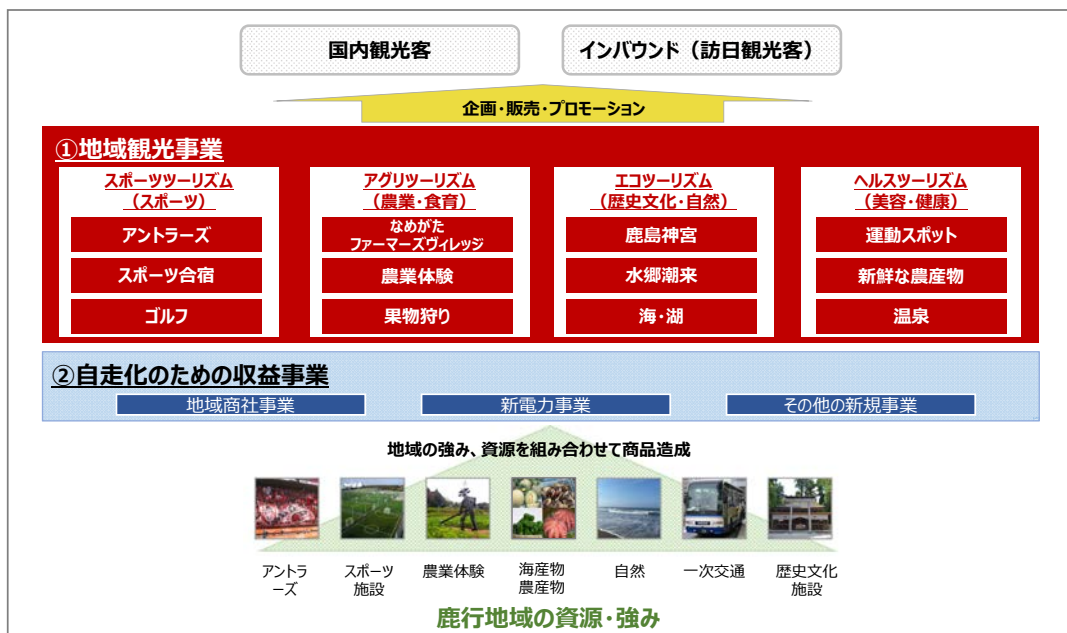 国内観光客
インバウンド（訪日観光客）
企画・販売・プロモーション
①地域観光事業
スポーツツーリズム
（スポーツ）
アントラーズ
スポーツ合宿
ゴルフ
アグリツーリズム
（農業・食育）
なめがた
ファーマーズヴィレッジ
農業体験
果物狩り
エコツーリズム
（歴史文化・自然）
鹿島神宮
水郷潮来
海・湖
ヘルスツーリズム
（美容・健康）
運動スポット
新鮮な農産物
温泉
②自走化のための収益事業
地域商社事業
新電力事業
その他の新規事業
地域の強み、資源を組み合わせて商品造成
アントラ
ーズ
スポーツ
施設
農業体験
海産物
農産物
自然
一次交通
歴史文化
施設
鹿行地域の資源・強み